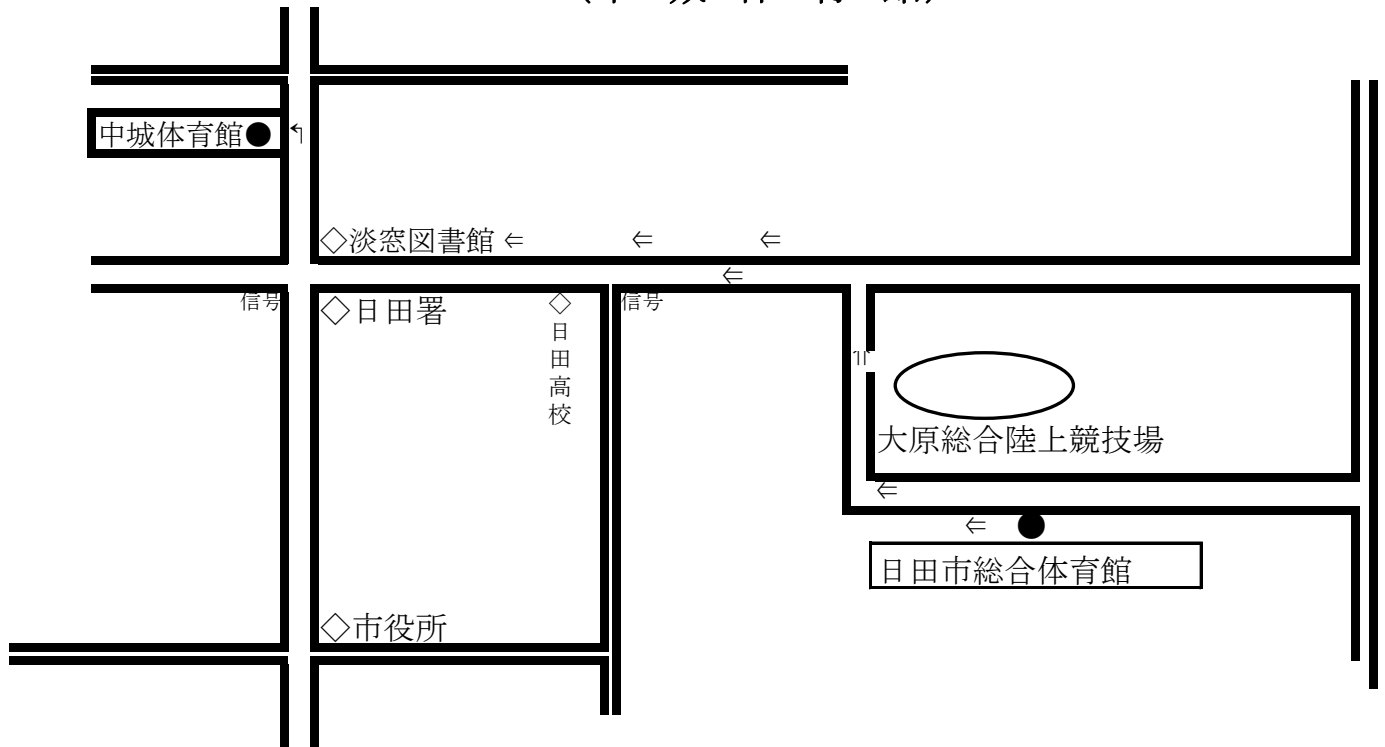 中城体育館●
◇淡窓図書館 ⇐ ⇐ ⇐
⇐
信号
◇日田署
◇日田高校
信号
⇑
大原総合陸上競技場
⇐
⇐ ●
日田市総合体育館
◇市役所